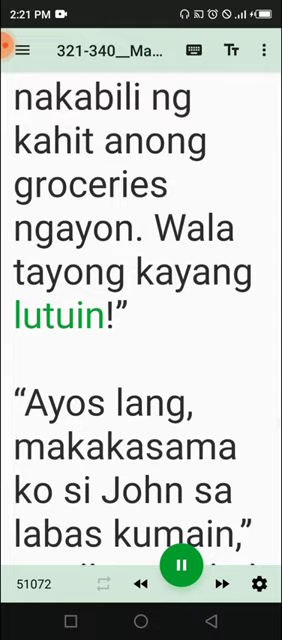 2:21 PM
321-340__Ma...
nakabili ng
kahit anong
groceries
ngayon. Wala
tayong kayang
lutuin!”
“Ayos lang,
makakasama
ko si John sa
labas kumain,”
51072